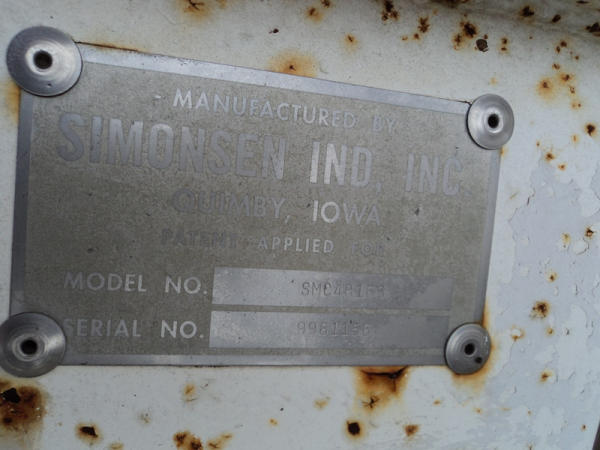 MANUFACTURED BY
SIMONSEN IND. INC.
QUIMBY, IOWA
PATENT APPLIED FOR
MODEL NO.
SERIAL NO.